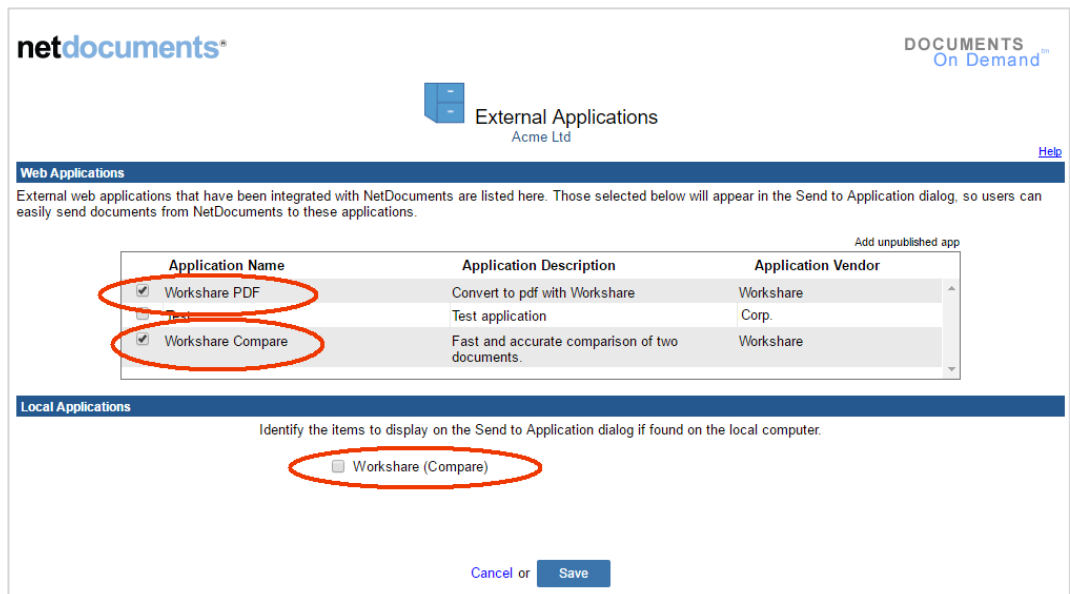 netdocuments®
DOCUMENTS
On Demand tm
External Applications
Acme Ltd
Help
Web Applications
External web applications that have been integrated with NetDocuments are listed here. Those selected below will appear in the Send to Application dialog, so users can
easily send documents from NetDocuments to these applications.
Add unpublished app
Application Name Application Description Application Vendor
Workshare PDF Convert to pdf with Workshare Workshare
Test Test application Corp.
Workshare Compare Fast and accurate comparison of two Workshare
documents.
Local Applications
Identify the items to display on the Send to Application dialog if found on the local computer.
Workshare (Compare)
Cancel or Save